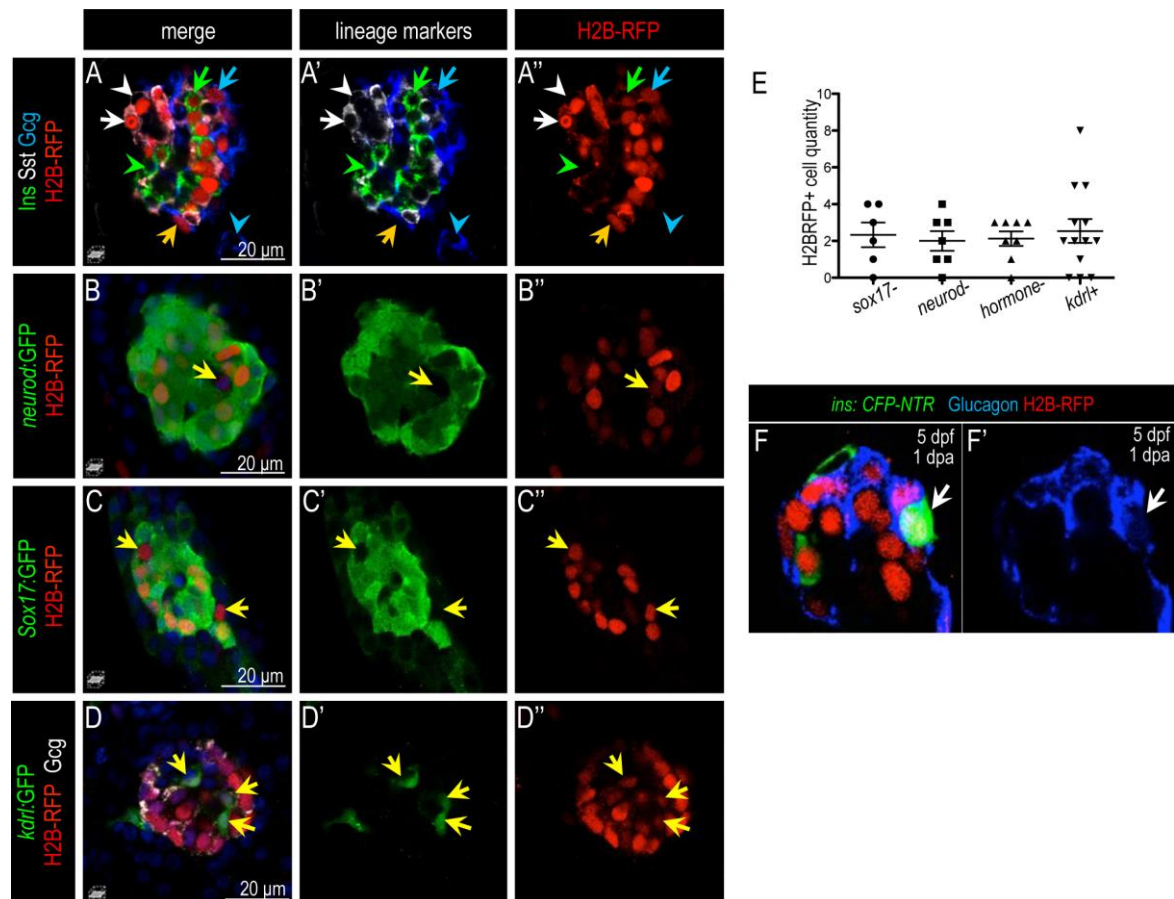 merge
lineage markers
H2B-RFP
Ins Sst Gcg
H2B-RFP
A
A'
A''
20 µm
neurod:GFP
H2B-RFP
B
B'
B''
20 µm
Sox17:GFP
H2B-RFP
C
C'
C''
20 µm
kdrl:GFP
H2B-RFP Gcg
D
D'
D''
20 µm
E
H2BRFP+ cell quantity
10
8
6
4
2
0
sox17-
neurod-
hormone-
kdrl+
ins: CFP-NTR Glucagon H2B-RFP
F
5 dpf
1 dpa
F'
5 dpf
1 dpa